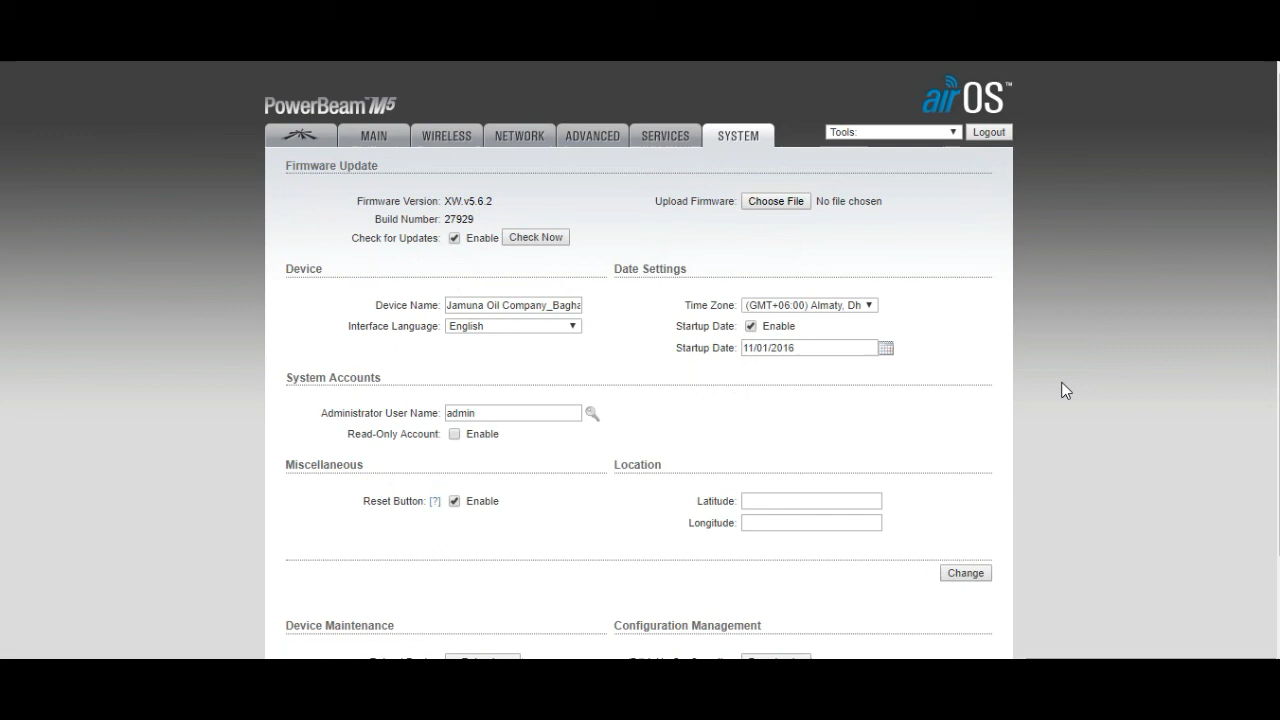 PowerBeam™M5
airOS™
MAIN WIRELESS NETWORK ADVANCED SERVICES SYSTEM Tools: Logout
Firmware Update
Firmware Version: XW.v5.6.2 Upload Firmware: Choose File No file chosen
Build Number: 27929
Check for Updates: Enable Check Now
Device Date Settings
Device Name: Jamuna Oil Company_Bagha Time Zone: (GMT+06:00) Almaty, Dh
Interface Language: English Startup Date: Enable
Startup Date: 11/01/2016
System Accounts
Administrator User Name: admin
Read-Only Account: Enable
Miscellaneous Location
Reset Button: [?] Enable Latitude:
Longitude:
Change
Device Maintenance Configuration Management